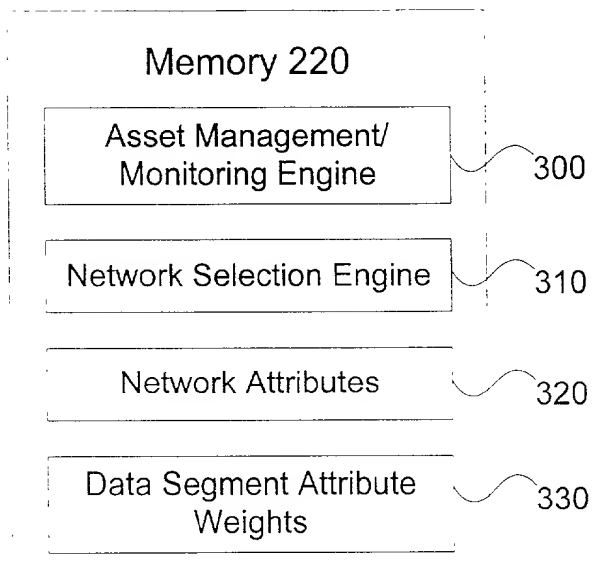 Memory 220
Asset Management/
Monitoring Engine
300
Network Selection Engine
310
Network Attributes
320
Data Segment Attribute
Weights
330